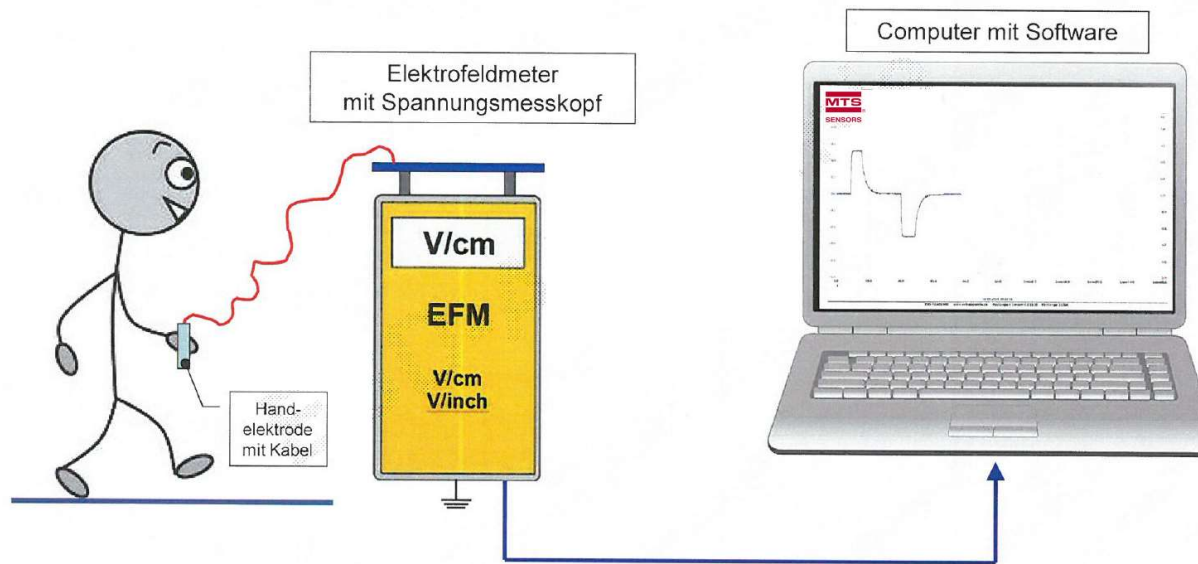 Computer mit Software
Elektrofeldmeter
mit Spannungsmesskopf
MTS
SENSORS
V/cm
EFM
V/cm
V/inch
Hand-
elektrode
mit Kabel